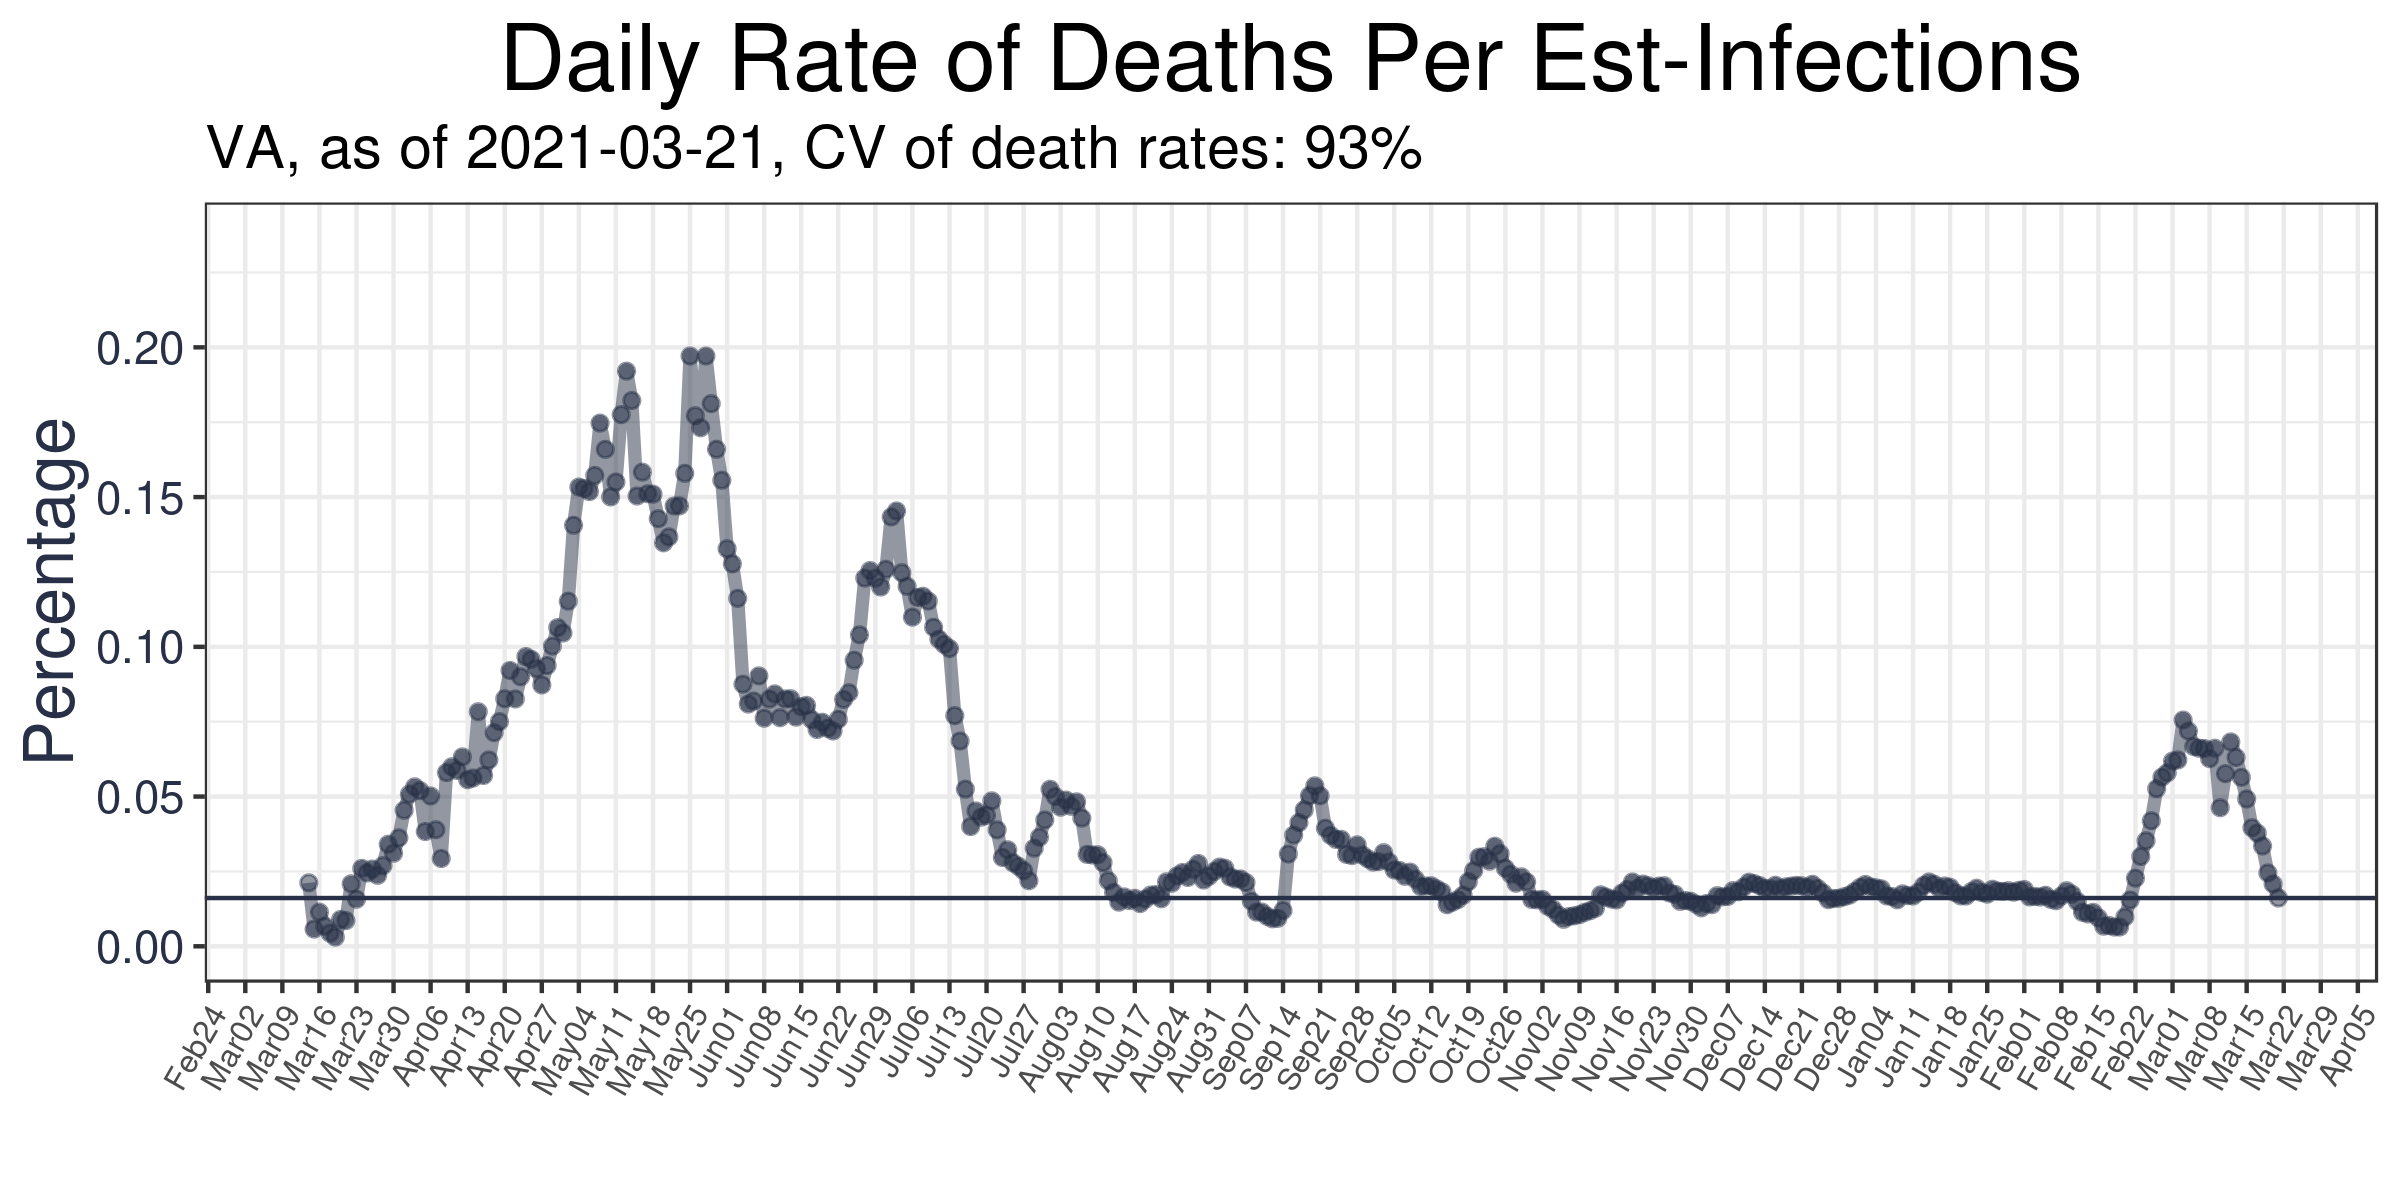 Daily Rate of Deaths Per Est-Infections
VA, as of 2021-03-21, CV of death rates: 93%
Percentage
0.20
0.15
0.10
0.05
0.00
Feb24
Mar02
Mar09
Mar16
Mar23
Mar30
Apr06
Apr13
Apr20
Apr27
May04
May11
May18
May25
Jun01
Jun08
Jun15
Jun22
Jun29
Jul06
Jul13
Jul20
Jul27
Aug03
Aug10
Aug17
Aug24
Aug31
Sep07
Sep14
Sep21
Sep28
Oct05
Oct12
Oct19
Oct26
Nov02
Nov09
Nov16
Nov23
Nov30
Dec07
Dec14
Dec21
Dec28
Jan04
Jan11
Jan18
Jan25
Feb01
Feb08
Feb15
Feb22
Mar01
Mar08
Mar15
Mar22
Mar29
Apr05